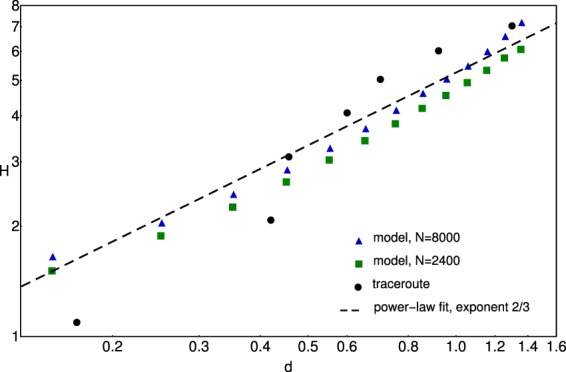 8
7
6
5
4
3
H
2
1
model, N=8000
model, N=2400
traceroute
power-law fit, exponent 2/3
0.2 0.3 0.4 0.5 0.6 0.8 1.0 1.2 1.4 1.6
d